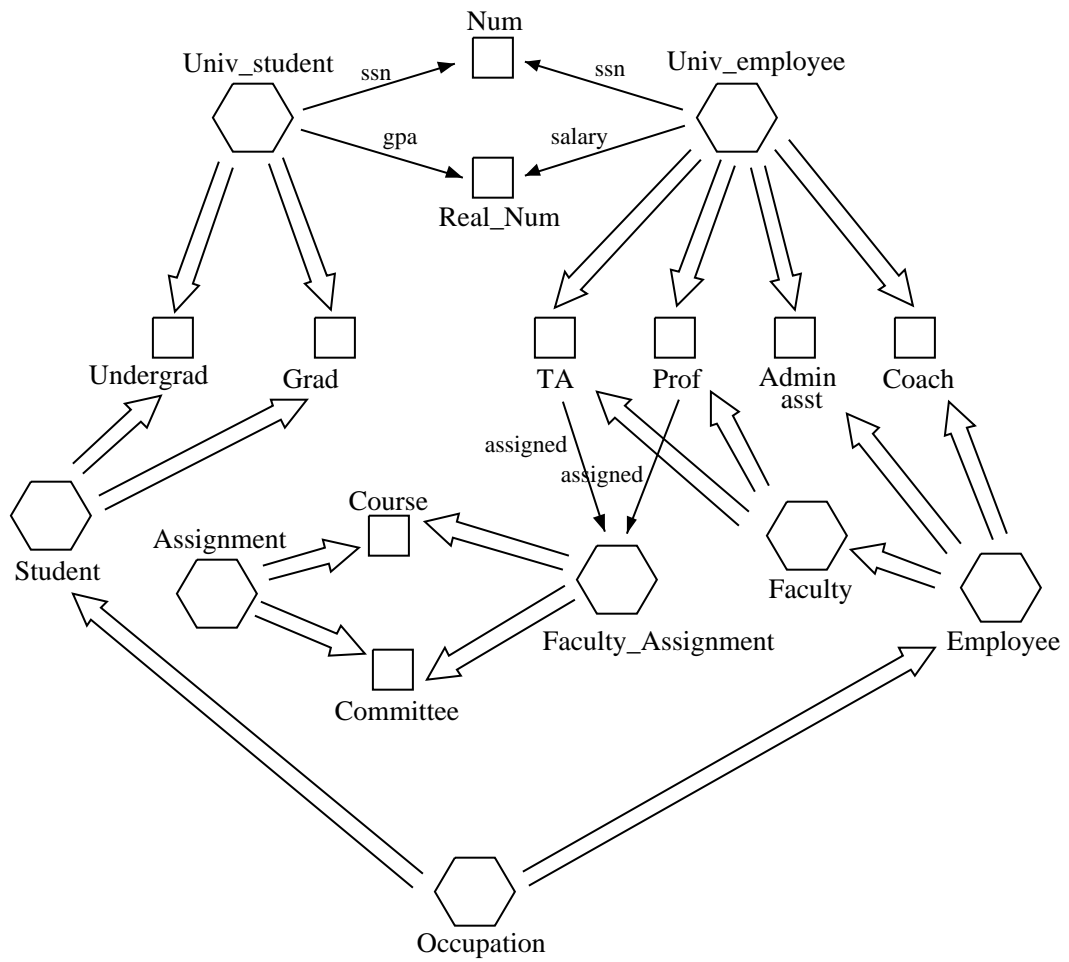 Num
Univ_student
Univ_employee
ssn
ssn
gpa
salary
Real_Num
Undergrad
Grad
TA
Prof
Admin
asst
Coach
assigned
assigned
Course
Assignment
Student
Faculty
Faculty_Assignment
Employee
Committee
Occupation